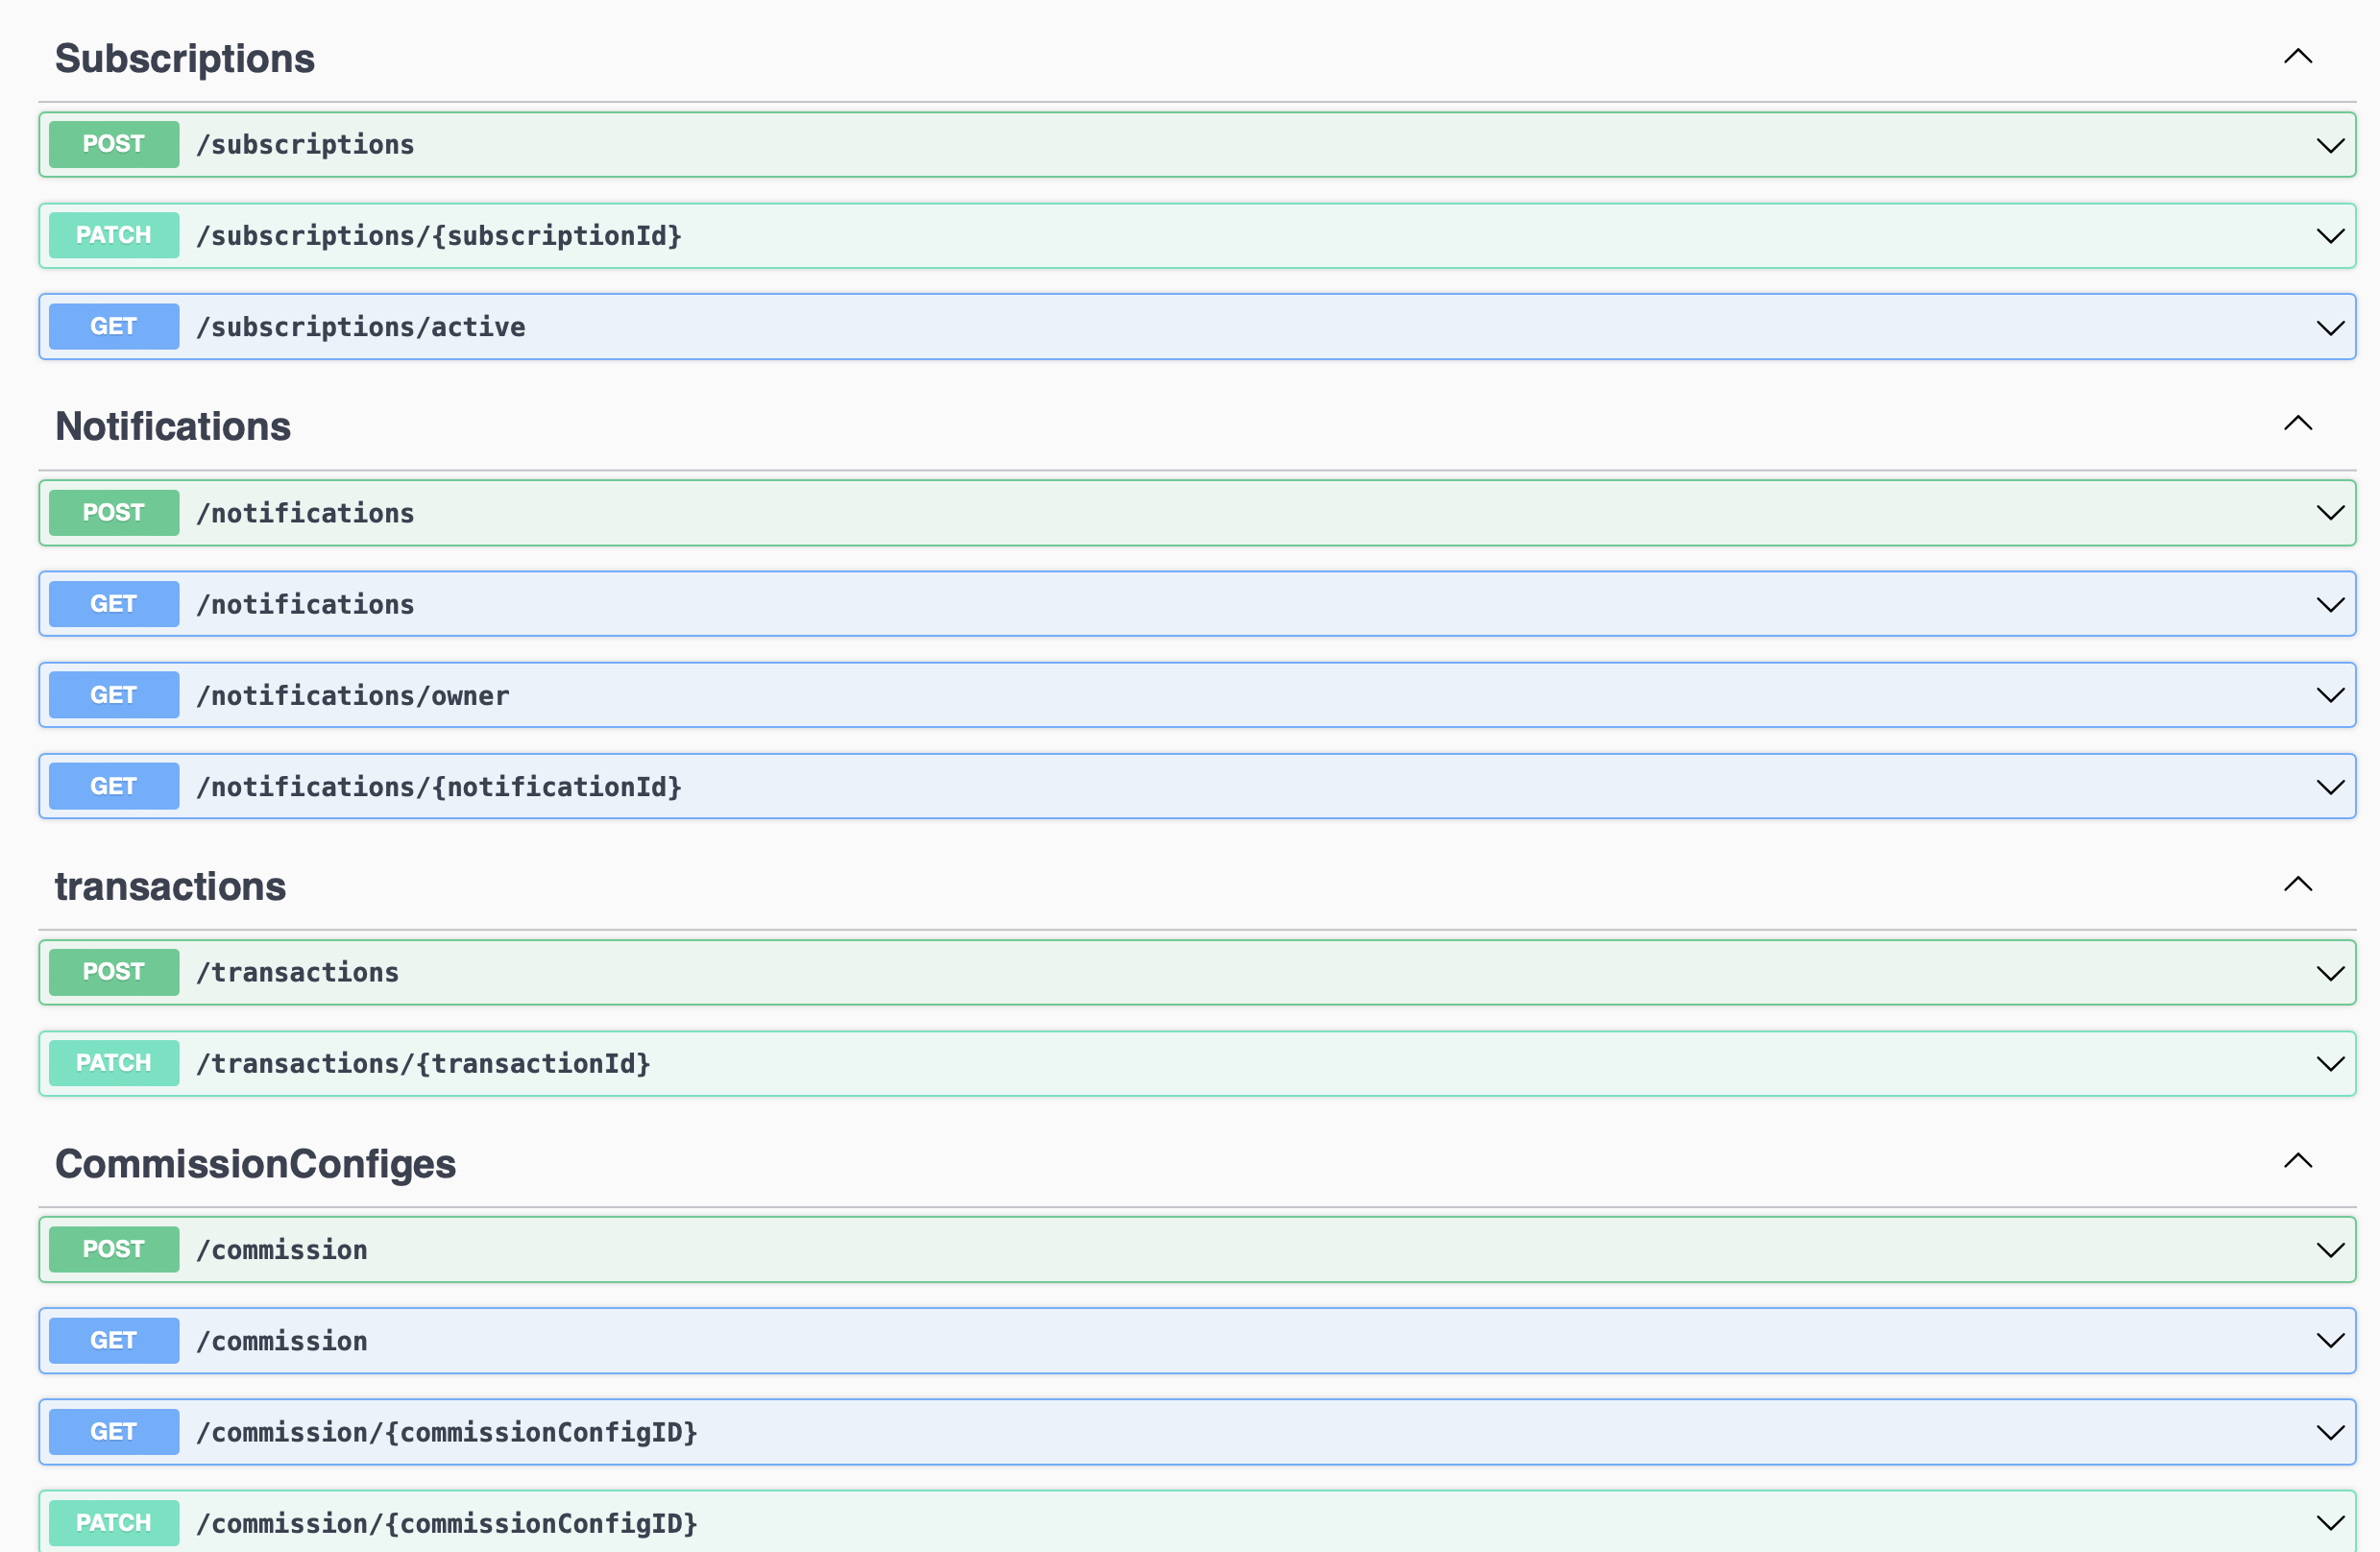 Subscriptions
POST /subscriptions
PATCH /subscriptions/{subscriptionId}
GET /subscriptions/active
Notifications
POST /notifications
GET /notifications
GET /notifications/owner
GET /notifications/{notificationId}
transactions
POST /transactions
PATCH /transactions/{transactionId}
CommissionConfiges
POST /commission
GET /commission
GET /commission/{commissionConfigID}
PATCH /commission/{commissionConfigID}